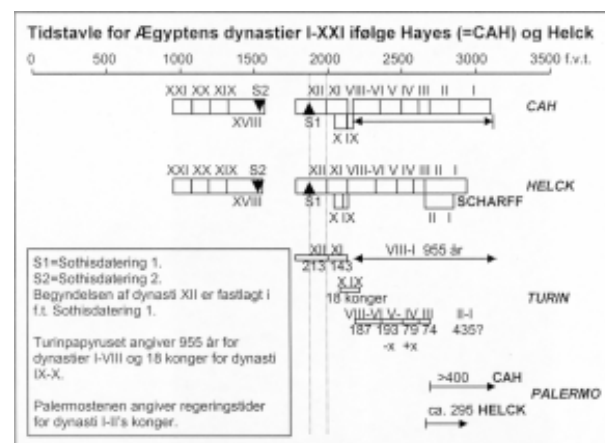 Tidstavle for Ægyptens dynastier I-XXI ifølge Hayes (=CAH) og Helck
0 500 1000 1500 2000 2500 3000 3500 f.v.t.
XXI XX XIX S2 XII XI VIII-VI V IV III II I
CAH
XVIII S1 X IX
XXI XX XIX S2 XII XI VIII-VI V IV III II I
HELCK
XVIII S1 X IX SCHARFF
II I
S1=Sothisdatering 1.
S2=Sothisdatering 2.
Begyndelsen af dynasti XII er fastlagt i
f.t. Sothisdatering 1.
Turinpapyruset angiver 955 år for
dynastier I-VIII og 18 konger for dynasti
IX-X.
Palermostenen angiver regeringstider
for dynasti I-II's konger.
XII XI VIII-I 955 år
213 143
X IX
18 konger
TURIN
VIII-VI V- IV III II-I
187 193 79 74 435?
-x +x
>400 CAH
PALERMO
ca. 295 HELCK